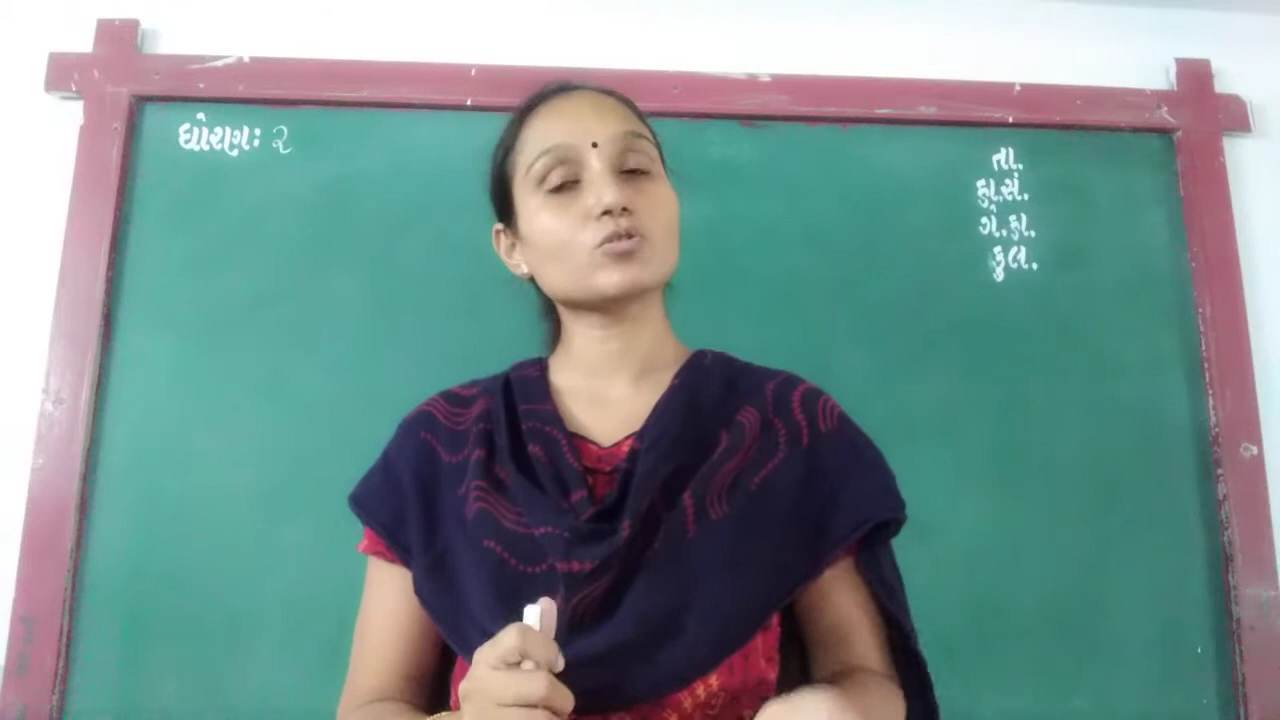 ધોરણઃ ૨
તા.
હા.સં.
ગે.હા.
કુલ.